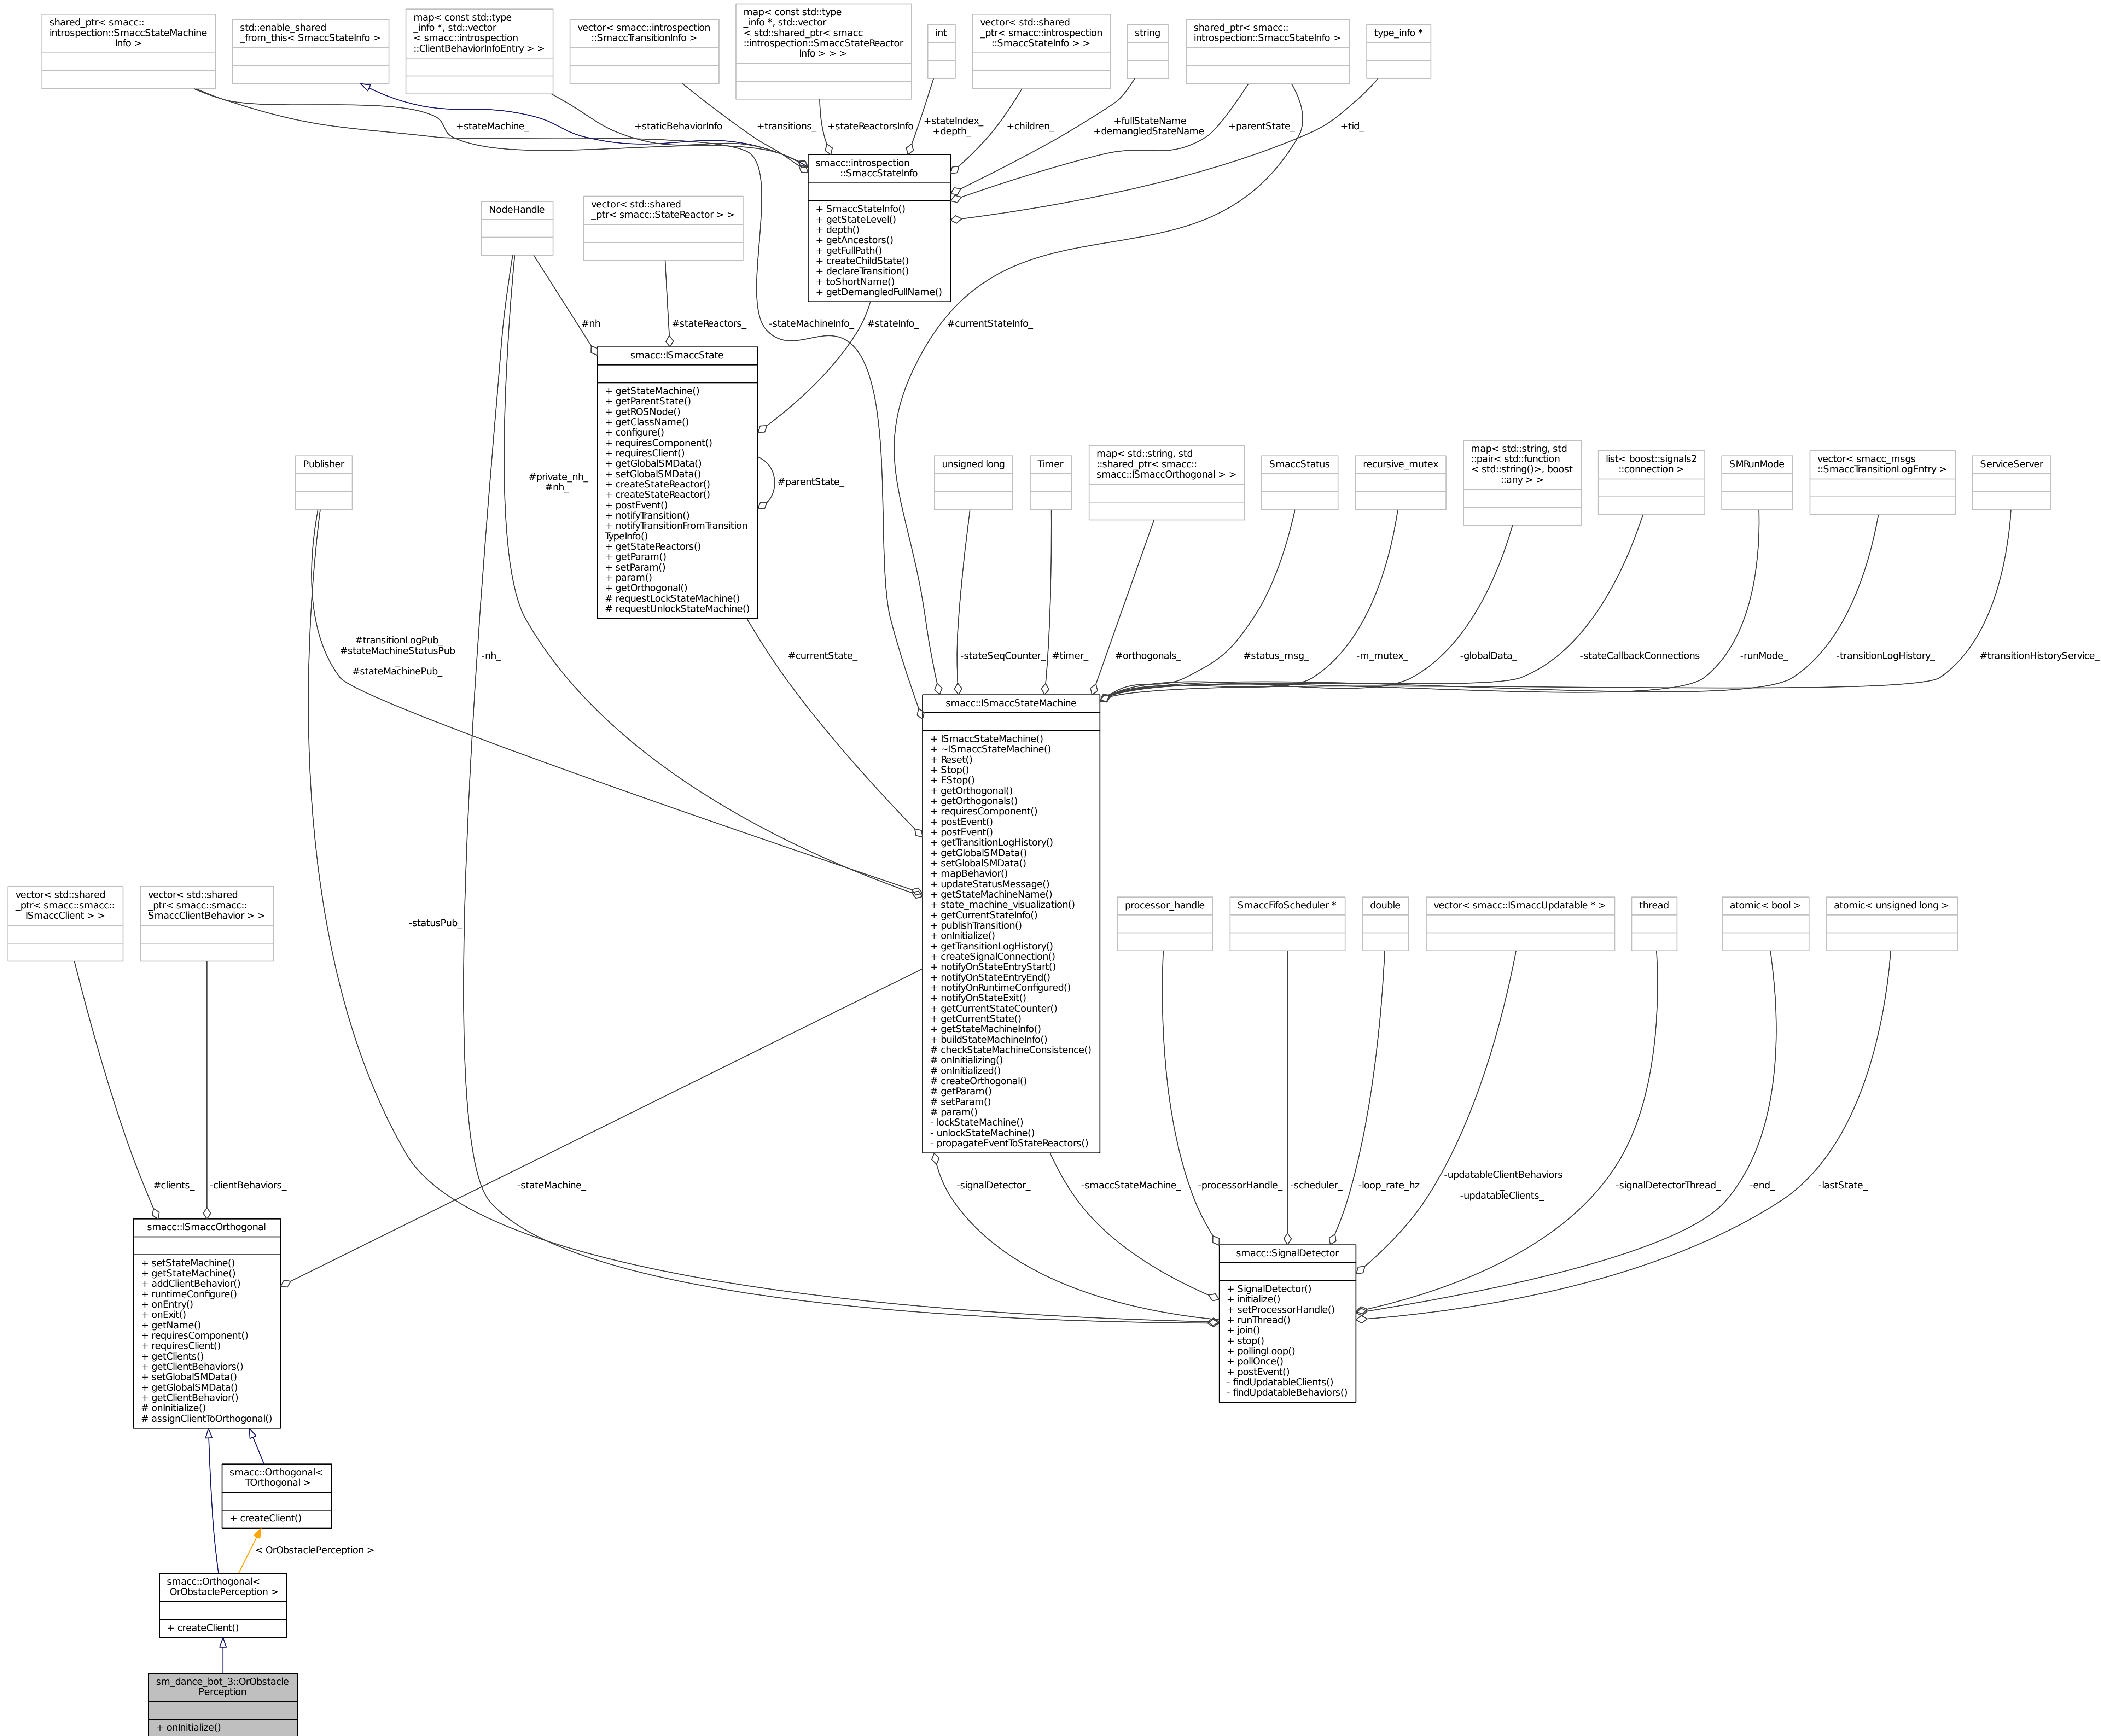 shared_ptr< smacc::
introspection::SmaccStateMachine
Info >
std::enable_shared
_from_this< SmaccStateInfo >
map< const std::type
_info *, std::vector
< smacc::introspection
::ClientBehaviorInfoEntry > >
vector< smacc::introspection
::SmaccTransitionInfo >
map< const std::type
_info *, std::vector
< std::shared_ptr< smacc
::introspection::SmaccStateReactor
Info > > >
int
vector< std::shared
_ptr< smacc::introspection
::SmaccStateInfo > >
string
shared_ptr< smacc::
introspection::SmaccStateInfo >
type_info *
+stateMachine_
+staticBehaviorInfo
+transitions_
+stateReactorsInfo
+stateIndex_
+depth_
+children_
+fullStateName
+demangledStateName
+parentState_
+tid_
smacc::introspection
::SmaccStateInfo
+ SmaccStateInfo()
+ getStateLevel()
+ depth()
+ getAncestors()
+ getFullPath()
+ createChildState()
+ declareTransition()
+ toShortName()
+ getDemangledFullName()
NodeHandle
vector< std::shared
_ptr< smacc::StateReactor > >
#nh
#stateReactors_
-stateMachineInfo_
#stateInfo_
#currentStateInfo_
smacc::ISmaccState
+ getStateMachine()
+ getParentState()
+ getROSNode()
+ getClassName()
+ configure()
+ requiresComponent()
+ requiresClient()
+ getGlobalSMData()
+ setGlobalSMData()
+ createStateReactor()
+ createStateReactor()
+ postEvent()
+ notifyTransition()
+ notifyTransitionFromTransition
TypeInfo()
+ getStateReactors()
+ getParam()
+ setParam()
+ param()
+ getOrthogonal()
# requestLockStateMachine()
# requestUnlockStateMachine()
#parentState_
#private_nh_
#nh_
Publisher
unsigned long
Timer
map< std::string, std
::shared_ptr< smacc::
smacc::ISmaccOrthogonal > >
SmaccStatus
recursive_mutex
map< std::string, std
::pair< std::function
< std::string()>, boost
::any > >
list< boost::signals2
::connection >
SMRunMode
vector< smacc_msgs
::SmaccTransitionLogEntry >
ServiceServer
#transitionLogPub_
#stateMachineStatusPub
_
#stateMachinePub_
-nh_
#currentState_
-stateSeqCounter_
#timer_
#orthogonals_
#status_msg_
-m_mutex_
-globalData_
-stateCallbackConnections
-runMode_
-transitionLogHistory_
#transitionHistoryService_
smacc::ISmaccStateMachine
+ ISmaccStateMachine()
+ ~ISmaccStateMachine()
+ Reset()
+ Stop()
+ EStop()
+ getOrthogonal()
+ getOrthogonals()
+ requiresComponent()
+ postEvent()
+ postEvent()
+ getTransitionLogHistory()
+ getGlobalSMData()
+ setGlobalSMData()
+ mapBehavior()
+ updateStatusMessage()
+ getStateMachineName()
+ state_machine_visualization()
+ getCurrentStateInfo()
+ publishTransition()
+ onInitialize()
+ getTransitionLogHistory()
+ createSignalConnection()
+ notifyOnStateEntryStart()
+ notifyOnStateEntryEnd()
+ notifyOnRuntimeConfigured()
+ notifyOnStateExit()
+ getCurrentStateCounter()
+ getCurrentState()
+ getStateMachineInfo()
+ buildStateMachineInfo()
# checkStateMachineConsistence()
# onInitializing()
# onInitialized()
# createOrthogonal()
# getParam()
# setParam()
# param()
- lockStateMachine()
- unlockStateMachine()
- propagateEventToStateReactors()
vector< std::shared
_ptr< smacc::smacc::
ISmaccClient > >
vector< std::shared
_ptr< smacc::smacc::
SmaccClientBehavior > >
-statusPub_
processor_handle
SmaccFifoScheduler *
double
vector< smacc::ISmaccUpdatable * >
thread
atomic< bool >
atomic< unsigned long >
#clients_
-clientBehaviors_
-stateMachine_
-signalDetector_
-smaccStateMachine_
-processorHandle_
-scheduler_
-loop_rate_hz
-updatableClientBehaviors
_
-updatableClients_
-signalDetectorThread_
-end_
-lastState_
smacc::ISmaccOrthogonal
+ setStateMachine()
+ getStateMachine()
+ addClientBehavior()
+ runtimeConfigure()
+ onEntry()
+ onExit()
+ getName()
+ requiresComponent()
+ requiresClient()
+ getClients()
+ getClientBehaviors()
+ setGlobalSMData()
+ getGlobalSMData()
+ getClientBehavior()
# onInitialize()
# assignClientToOrthogonal()
smacc::SignalDetector
+ SignalDetector()
+ initialize()
+ setProcessorHandle()
+ runThread()
+ join()
+ stop()
+ pollingLoop()
+ pollOnce()
+ postEvent()
- findUpdatableClients()
- findUpdatableBehaviors()
smacc::Orthogonal<
TOrthogonal >
+ createClient()
< OrObstaclePerception >
smacc::Orthogonal<
OrObstaclePerception >
+ createClient()
sm_dance_bot_3::OrObstacle
Perception
+ onInitialize()